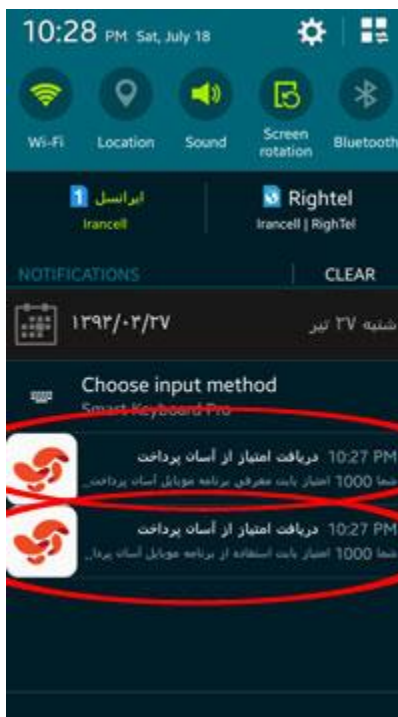 10:28 PM Sat, July 18
Wi-Fi
Location
Sound
Screen rotation
Bluetooth
1 ایرانسل
Irancell
Rightel
Irancell | RighTel
NOTIFICATIONS
CLEAR
شنبه ۲۷ تیر
۱۳۹۴/۰۴/۲۷
Choose input method
Smart Keyboard Pro
دریافت امتیاز از آسان پرداخت 10:27 PM
شما 1000 امتیاز بابت معرفی برنامه موبایل آسان پرداخت..
دریافت امتیاز از آسان پرداخت 10:27 PM
شما 1000 امتیاز بابت استفاده از برنامه موبایل آسان پردا..